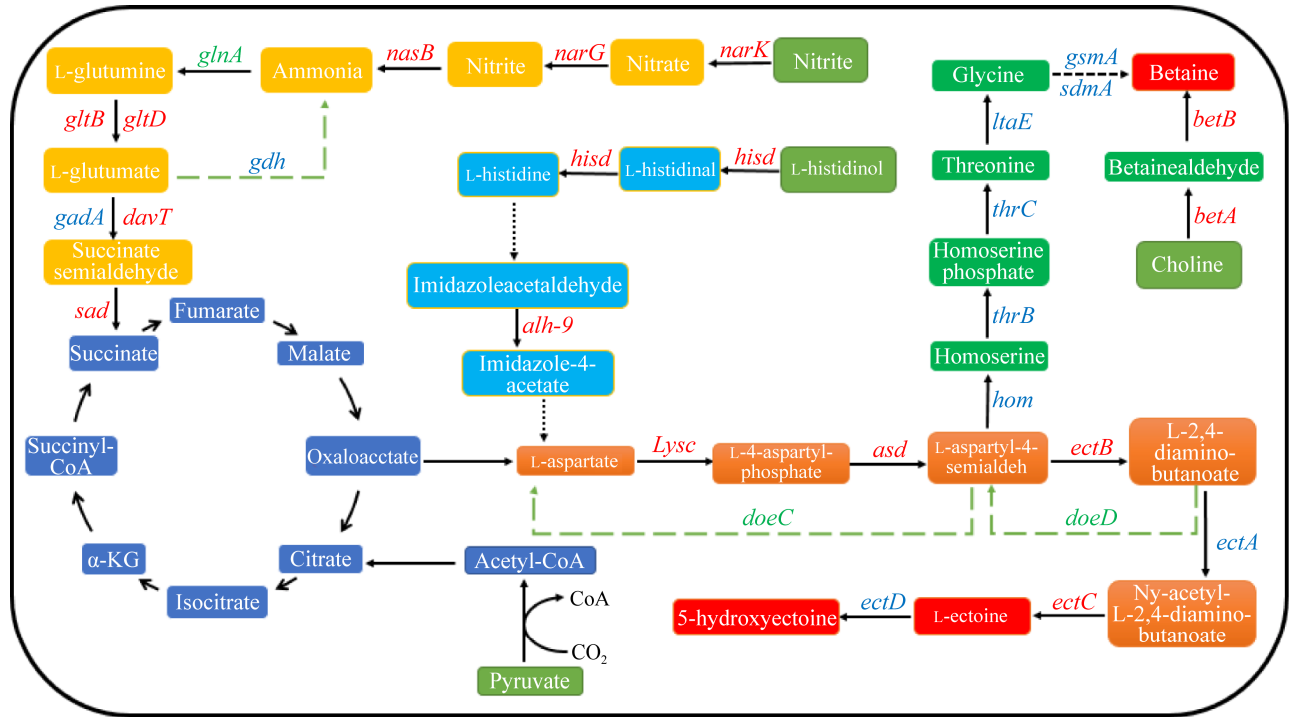 L-glutumine
glnA
Ammonia
nasB
Nitrite
narG
Nitrate
narK
Nitrite
gltB
gltD
L-glutumate
gdh
gadA
davT
Succinate
semialdehyde
sad
Succinate
Fumarate
Malate
Oxaloacctate
Citrate
Isocitrate
α-KG
Succinyl-
CoA
Acetyl-CoA
CoA
CO2
Pyruvate
L-histidine
hisd
L-histidinal
hisd
L-histidinol
Imidazoleacetaldehyde
alh-9
Imidazole-4-
acetate
L-aspartate
Lysc
L-4-aspartyl-
phosphate
asd
L-aspartyl-4-
semialdeh
ectB
L-2,4-
diamino-
butanoate
doeC
doeD
ectA
Ny-acetyl-
L-2,4-diamino-
butanoate
ectC
L-ectoine
ectD
5-hydroxyectoine
hom
Homoserine
thrB
Homoserine
phosphate
thrC
Threonine
ltaE
Glycine
gsmA
sdmA
Betaine
betB
Betainealdehyde
betA
Choline